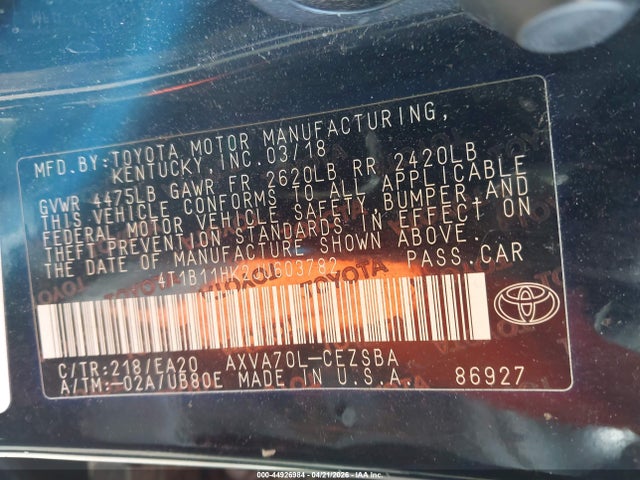 MFD.BY:TOYOTA MOTOR MANUFACTURING,
KENTUCKY,INC.03/18
GVWR 4475LB GAWR FR 2620LB RR 2420LB
THIS VEHICLE CONFORMS TO ALL APPLICABLE
FEDERAL MOTOR VEHICLE SAFETY, BUMPER,AND
THEFT PREVENTION STANDARDS IN EFFECT ON
THE DATE OF MANUFACTURE SHOWN ABOVE.
PASS.CAR
C/TR:218/EA20 AXVA70L-CEZSBA
A/TM:-02A/UB80E MADE IN U.S.A. 86927
TOYOTA
000-44926984 - 04/21/2026 - IAA Inc.